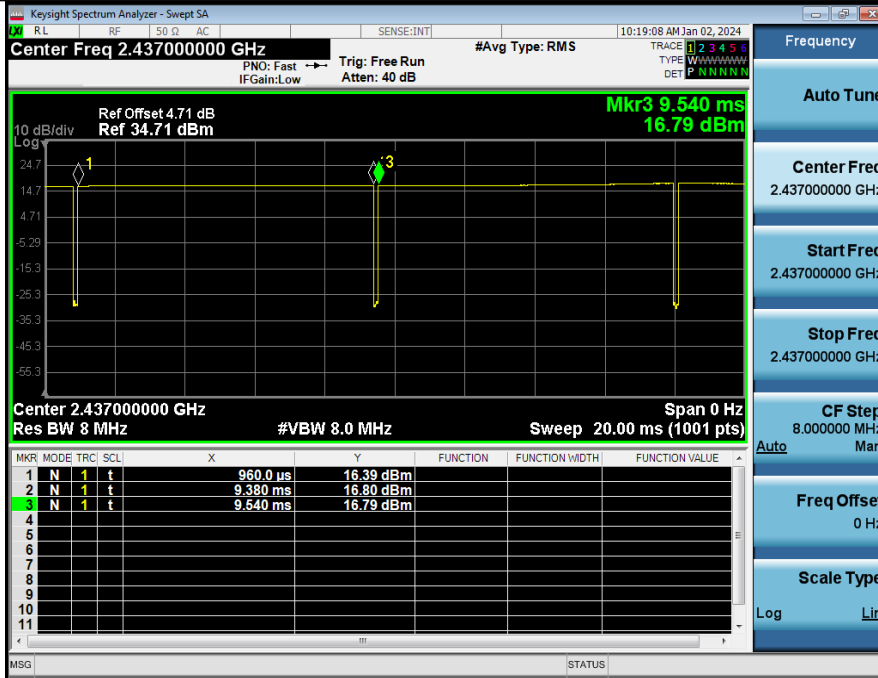 Keysight Spectrum Analyzer - Swept SA
LXI RL RF 50 Ω AC SENSE:INT 10:19:08 AM Jan 02, 2024
Center Freq 2.437000000 GHz
PNO: Fast
IFGain:Low
Trig: Free Run
Atten: 40 dB
#Avg Type: RMS
TRACE 1 2 3 4 5 6
TYPE WWWWWW
DET P N N N N N
Ref Offset 4.71 dB
10 dB/div Ref 34.71 dBm
Log
Mkr3 9.540 ms
16.79 dBm
24.7
14.7
4.71
-5.29
-15.3
-25.3
-35.3
-45.3
-55.3
1
3
Center 2.437000000 GHz Span 0 Hz
Res BW 8 MHz #VBW 8.0 MHz Sweep 20.00 ms (1001 pts)
MKR MODE TRC SCL X Y FUNCTION FUNCTION WIDTH FUNCTION VALUE
1 N 1 t 960.0 µs 16.39 dBm
2 N 1 t 9.380 ms 16.80 dBm
3 N 1 t 9.540 ms 16.79 dBm
4
5
6
7
8
9
10
11
MSG STATUS
Frequency
Auto Tune
Center Freq
2.437000000 GHz
Start Freq
2.437000000 GHz
Stop Freq
2.437000000 GHz
CF Step
8.000000 MHz
Auto Man
Freq Offset
0 Hz
Scale Type
Log Lin